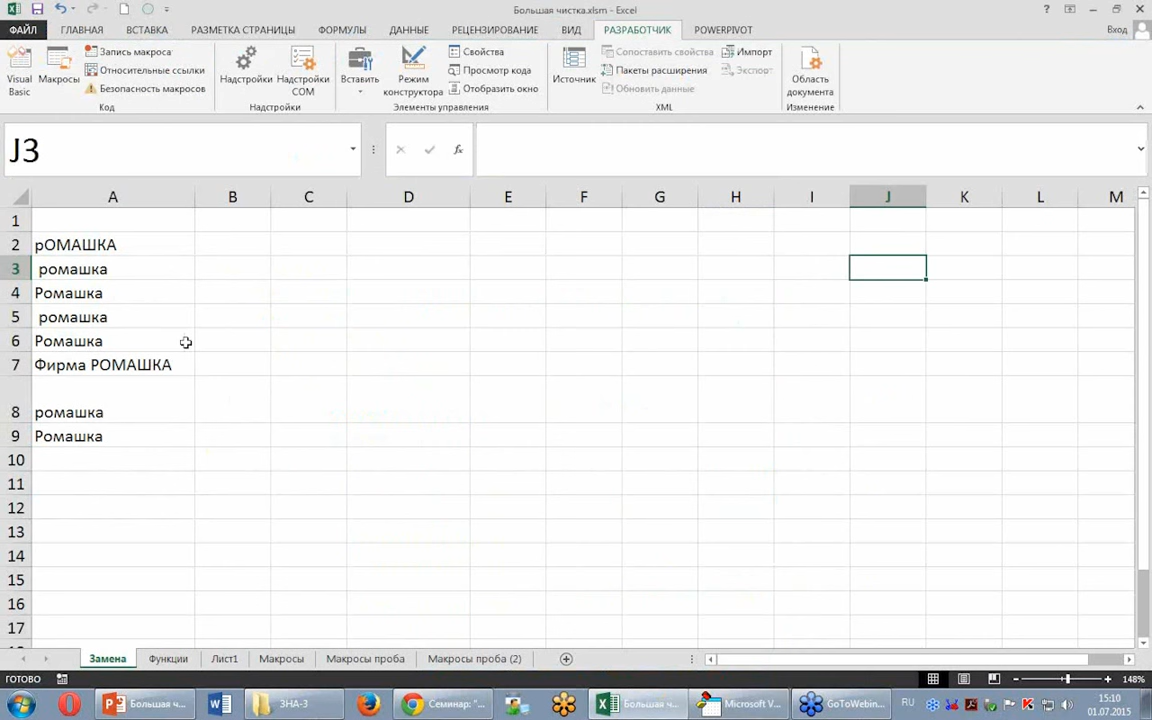 Большая чистка.xlsm - Excel
ФАЙЛ ГЛАВНАЯ ВСТАВКА РАЗМЕТКА СТРАНИЦЫ ФОРМУЛЫ ДАННЫЕ РЕЦЕНЗИРОВАНИЕ ВИД РАЗРАБОТЧИК POWERPIVOT Вход
Visual Basic
Макросы
Запись макроса
Относительные ссылки
Безопасность макросов
Код
Надстройки
Надстройки COM
Надстройки
Вставить
Режим конструктора
Свойства
Просмотр кода
Отобразить окно
Элементы управления
Источник
Сопоставить свойства
Пакеты расширения
Обновить данные
Импорт
Экспорт
XML
Область документа
Изменение
J3
fx
A B C D E F G H I J K L M
1
2 рОМАШКА
3 ромашка
4 Ромашка
5 ромашка
6 Ромашка
7 Фирма РОМАШКА
8 ромашка
9 Ромашка
10
11
12
13
14
15
16
17
Замена Функции Лист1 Макросы Макросы проба Макросы проба (2)
ГОТОВО 148%
Большая ч... ЗНА-3 Семинар: "... Большая ч... Microsoft V... GoToWebin... RU 15:10
01.07.2015